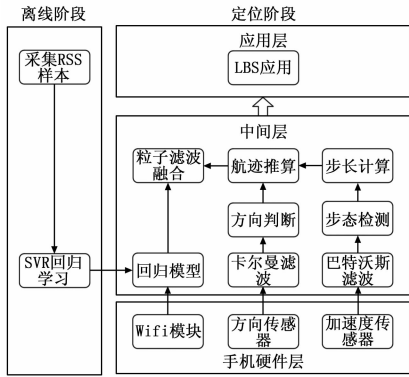 离线阶段
定位阶段
采集RSS
样本
SVR回归
学习
应用层
LBS应用
中间层
粒子滤波
融合
航迹推算
步长计算
方向判断
步态检测
回归模型
卡尔曼滤
波
巴特沃斯
滤波
Wifi模块
方向传感
器
加速度传
感器
手机硬件层